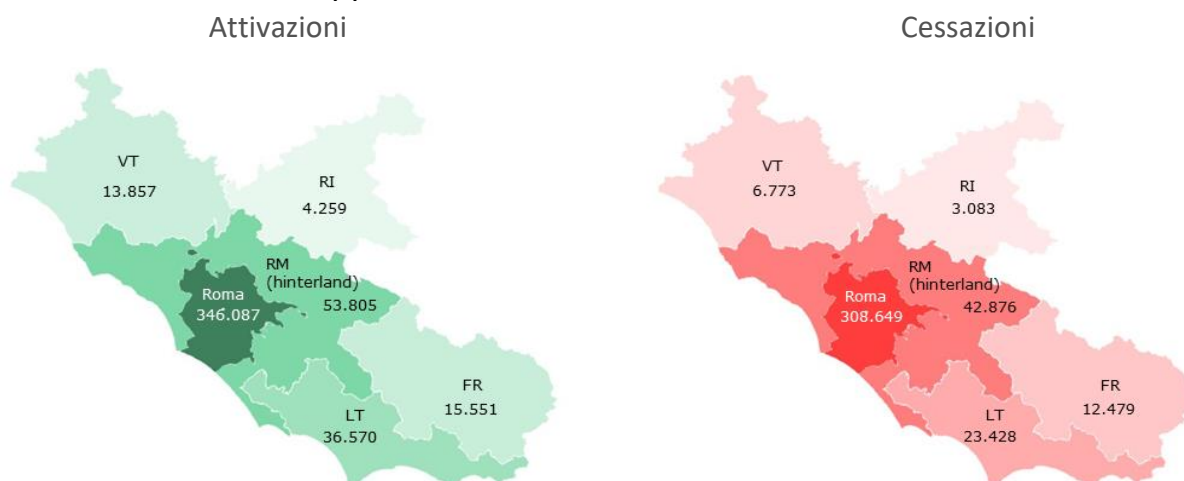 Attivazioni
VT
13.857
RI
4.259
RM
(hinterland)
53.805
Roma
346.087
FR
15.551
LT
36.570
Cessazioni
VT
6.773
RI
3.083
RM
(hinterland)
42.876
Roma
308.649
FR
12.479
LT
23.428